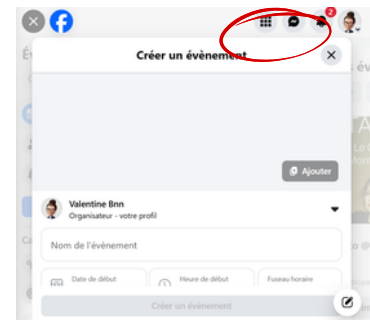 2
Créer un évènement
Ajouter
Valentine Bnn
Organisateur - votre profil
Nom de l'évènement
Date de début
Heure de début
Fuseau horaire
Créer un évènement